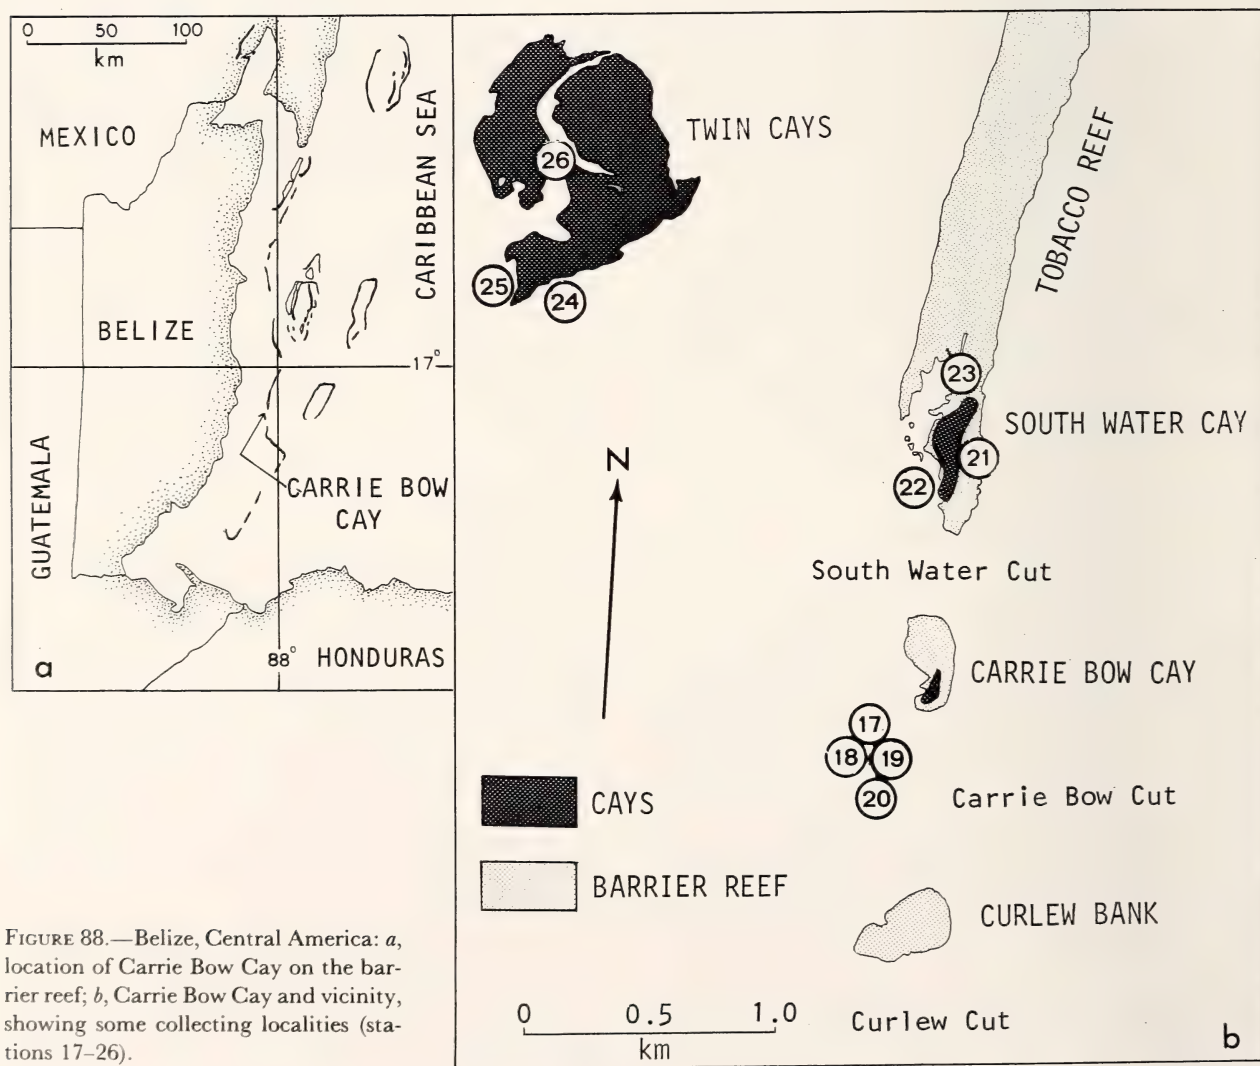 0 50 100
km
MEXICO
CARIBBEAN SEA
BELIZE
17°
GUATEMALA
CARRIE BOW
CAY
88° HONDURAS
a
TWIN CAYS
26
25
24
TOBACCO REEF
23
SOUTH WATER CAY
21
22
N
South Water Cut
CARRIE BOW CAY
17
18 19
20
Carrie Bow Cut
CAYS
BARRIER REEF
CURLEW BANK
0 0.5 1.0
km
Curlew Cut
b
FIGURE 88.—Belize, Central America: a,
location of Carrie Bow Cay on the bar-
rier reef; b, Carrie Bow Cay and vicinity,
showing some collecting localities (sta-
tions 17–26).